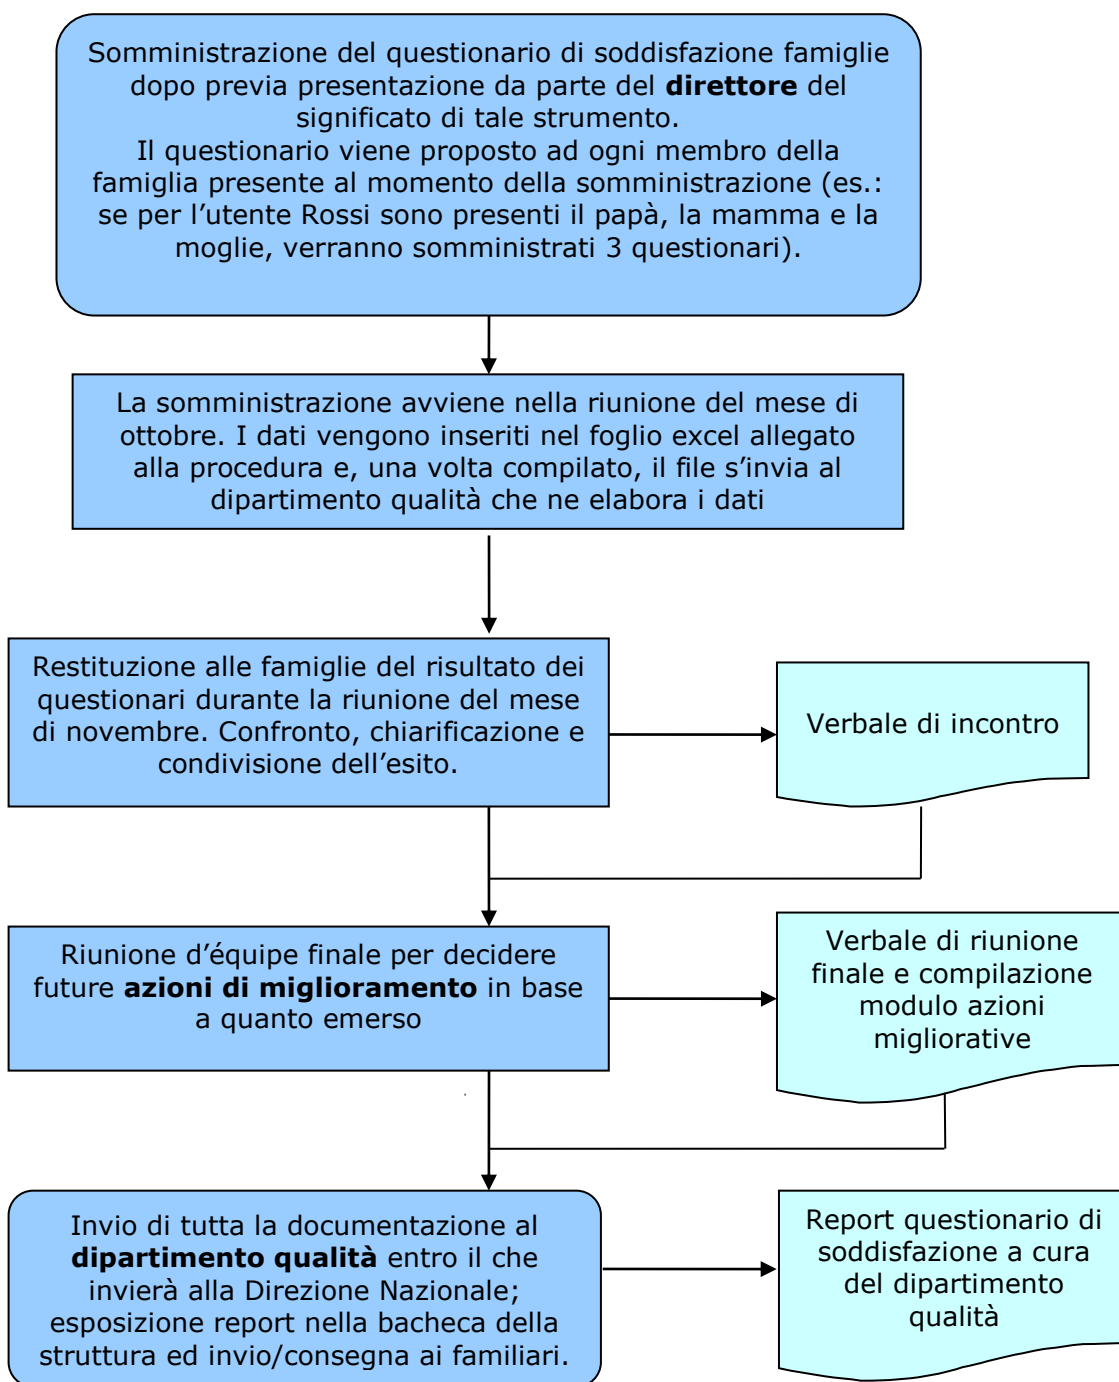 Somministrazione del questionario di soddisfazione famiglie
dopo previa presentazione da parte del direttore del
significato di tale strumento.
Il questionario viene proposto ad ogni membro della
famiglia presente al momento della somministrazione (es.:
se per l’utente Rossi sono presenti il papà, la mamma e la
moglie, verranno somministrati 3 questionari).
La somministrazione avviene nella riunione del mese di
ottobre. I dati vengono inseriti nel foglio excel allegato
alla procedura e, una volta compilato, il file s’invia al
dipartimento qualità che ne elabora i dati
Restituzione alle famiglie del risultato dei
questionari durante la riunione del mese
di novembre. Confronto, chiarificazione e
condivisione dell’esito.
Verbale di incontro
Riunione d’équipe finale per decidere
future azioni di miglioramento in base
a quanto emerso
Verbale di riunione
finale e compilazione
modulo azioni
migliorative
Invio di tutta la documentazione al
dipartimento qualità entro il che
invierà alla Direzione Nazionale;
esposizione report nella bacheca della
struttura ed invio/consegna ai familiari.
Report questionario di
soddisfazione a cura
del dipartimento
qualità